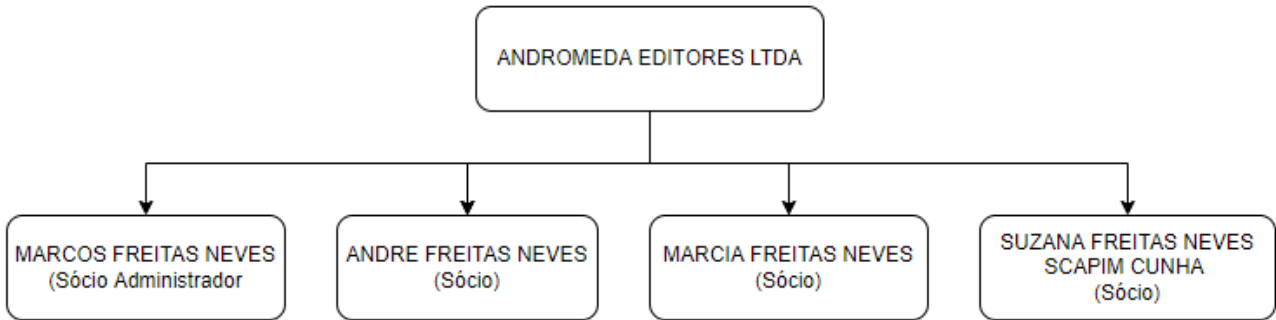 ANDROMEDA EDITORES LTDA
MARCOS FREITAS NEVES
(Sócio Administrador
ANDRE FREITAS NEVES
(Sócio)
MARCIA FREITAS NEVES
(Sócio)
SUZANA FREITAS NEVES
SCAPIM CUNHA
(Sócio)